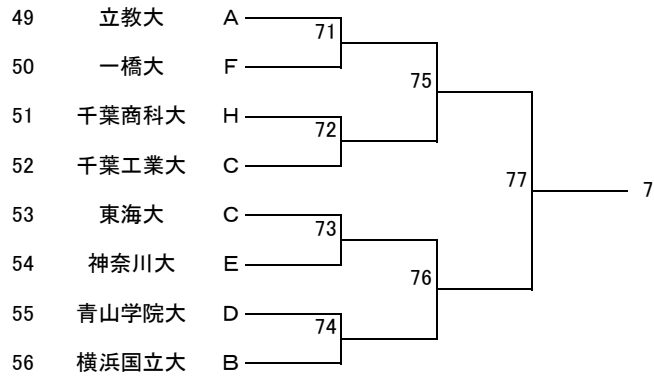 49 立教大 A
71
50 一橋大 F
75
51 千葉商科大 H
72
52 千葉工業大 C
77
7
53 東海大 C
73
54 神奈川大 E
76
55 青山学院大 D
74
56 横浜国立大 B